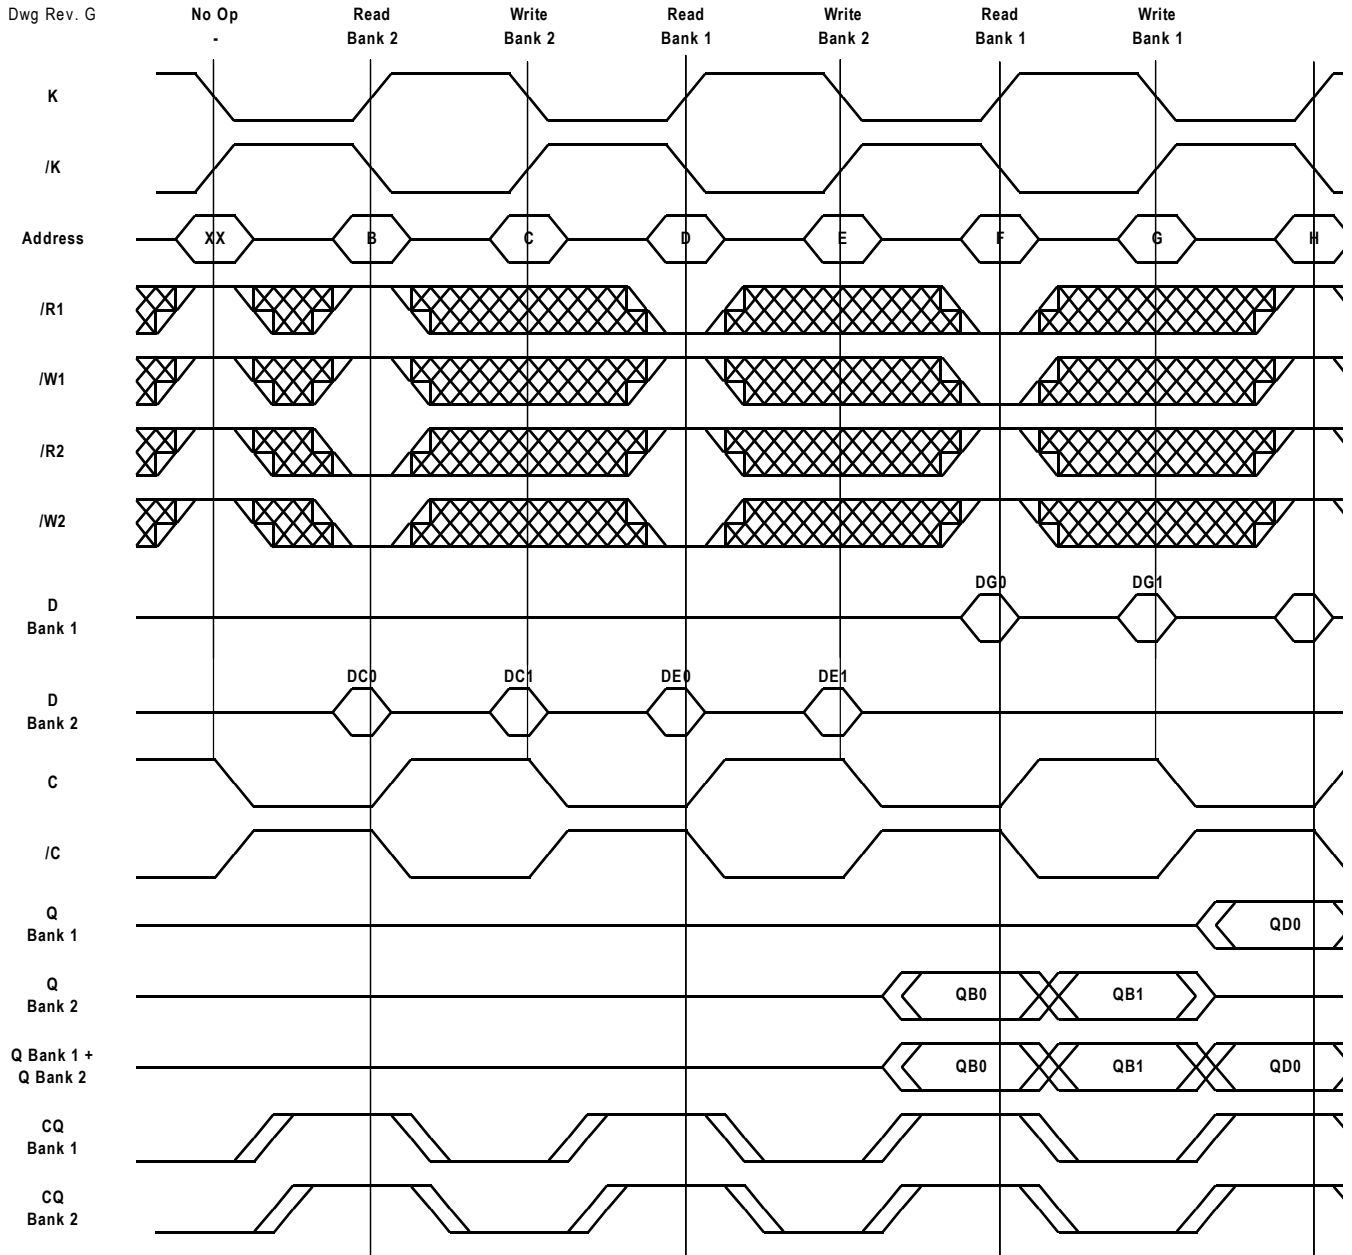 Dwg Rev. G
No Op Read Write Read Write Read Write
- Bank 2 Bank 2 Bank 1 Bank 2 Bank 1 Bank 1
K
/K
Address XX B C D E F G H
/R1
/W1
/R2
/W2
DG0 DG1
D
Bank 1
DC0 DC1 DE0 DE1
D
Bank 2
C
/C
Q
Bank 1
QD0
Q
Bank 2
QB0 QB1
Q Bank 1 +
Q Bank 2
QB0 QB1 QD0
CQ
Bank 1
CQ
Bank 2